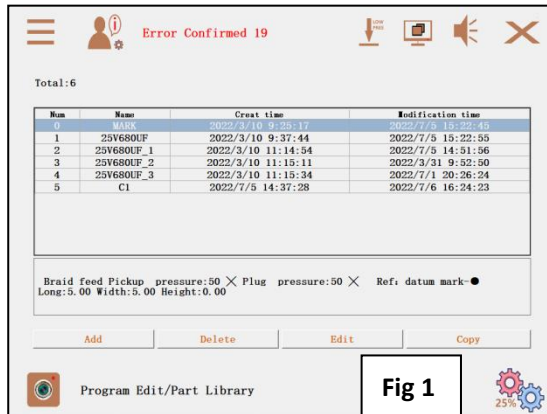 Error Confirmed 19
LOW
PRES
Total:6
Num Name Creat time Modification time
0 MARK 2022/3/10 9:25:17 2022/7/5 15:22:45
1 25V680UF 2022/3/10 9:37:44 2022/7/5 15:22:55
2 25V680UF_1 2022/3/10 11:14:54 2022/7/5 14:51:56
3 25V680UF_2 2022/3/10 11:15:11 2022/3/31 9:52:50
4 25V680UF_3 2022/3/10 11:15:34 2022/7/1 20:26:24
5 C1 2022/7/5 14:37:28 2022/7/6 16:24:23
Braid feed Pickup pressure:50 ╳ Plug pressure:50 ╳ Ref: datum mark-●
Long:5.00 Width:5.00 Height:0.00
Add Delete Edit Copy
Program Edit/Part Library
Fig 1
25%